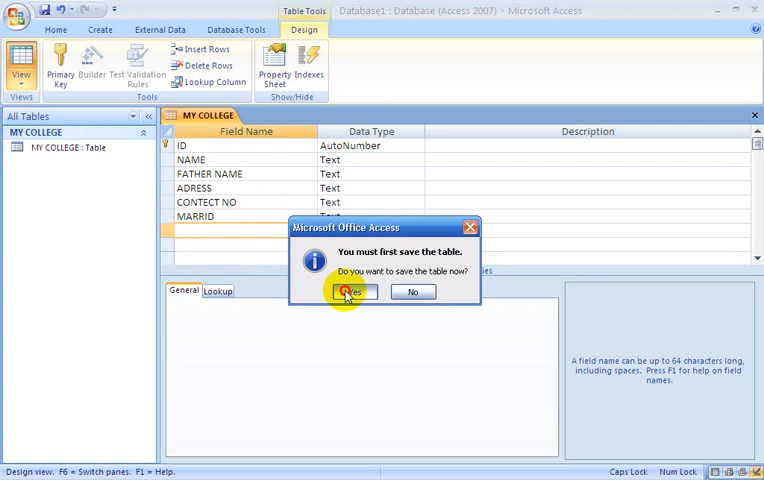 Table Tools
Database1 : Database (Access 2007) - Microsoft Access
Home
Create
External Data
Database Tools
Design
View
Primary Key
Builder
Test Validation Rules
Insert Rows
Delete Rows
Lookup Column
Property Sheet
Indexes
Views
Tools
Show/Hide
All Tables
MY COLLEGE
MY COLLEGE : Table
MY COLLEGE
Field Name
Data Type
Description
ID
AutoNumber
NAME
Text
FATHER NAME
Text
ADRESS
Text
CONTECT NO
Text
MARRID
Text
Microsoft Office Access
You must first save the table.
Do you want to save the table now?
Yes
No
General
Lookup
A field name can be up to 64 characters long,
including spaces. Press F1 for help on field
names.
Design view. F6 = Switch panes. F1 = Help.
Caps Lock
Num Lock